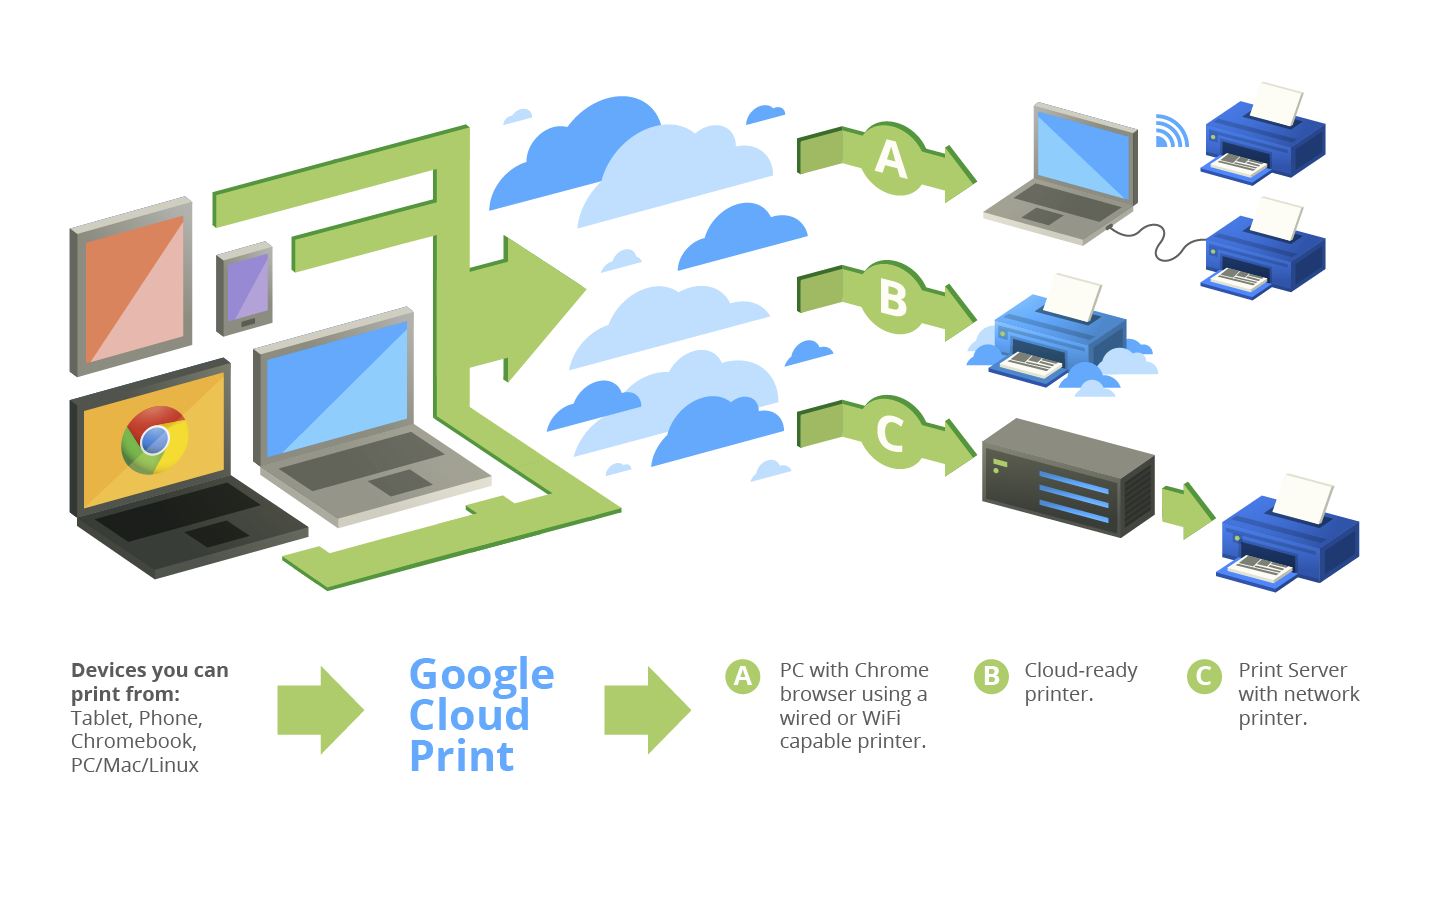 A
B
C
Devices you can
print from:
Tablet, Phone,
Chromebook,
PC/Mac/Linux
Google
Cloud
Print
A
PC with Chrome
browser using a
wired or WiFi
capable printer.
B
Cloud-ready
printer.
C
Print Server
with network
printer.